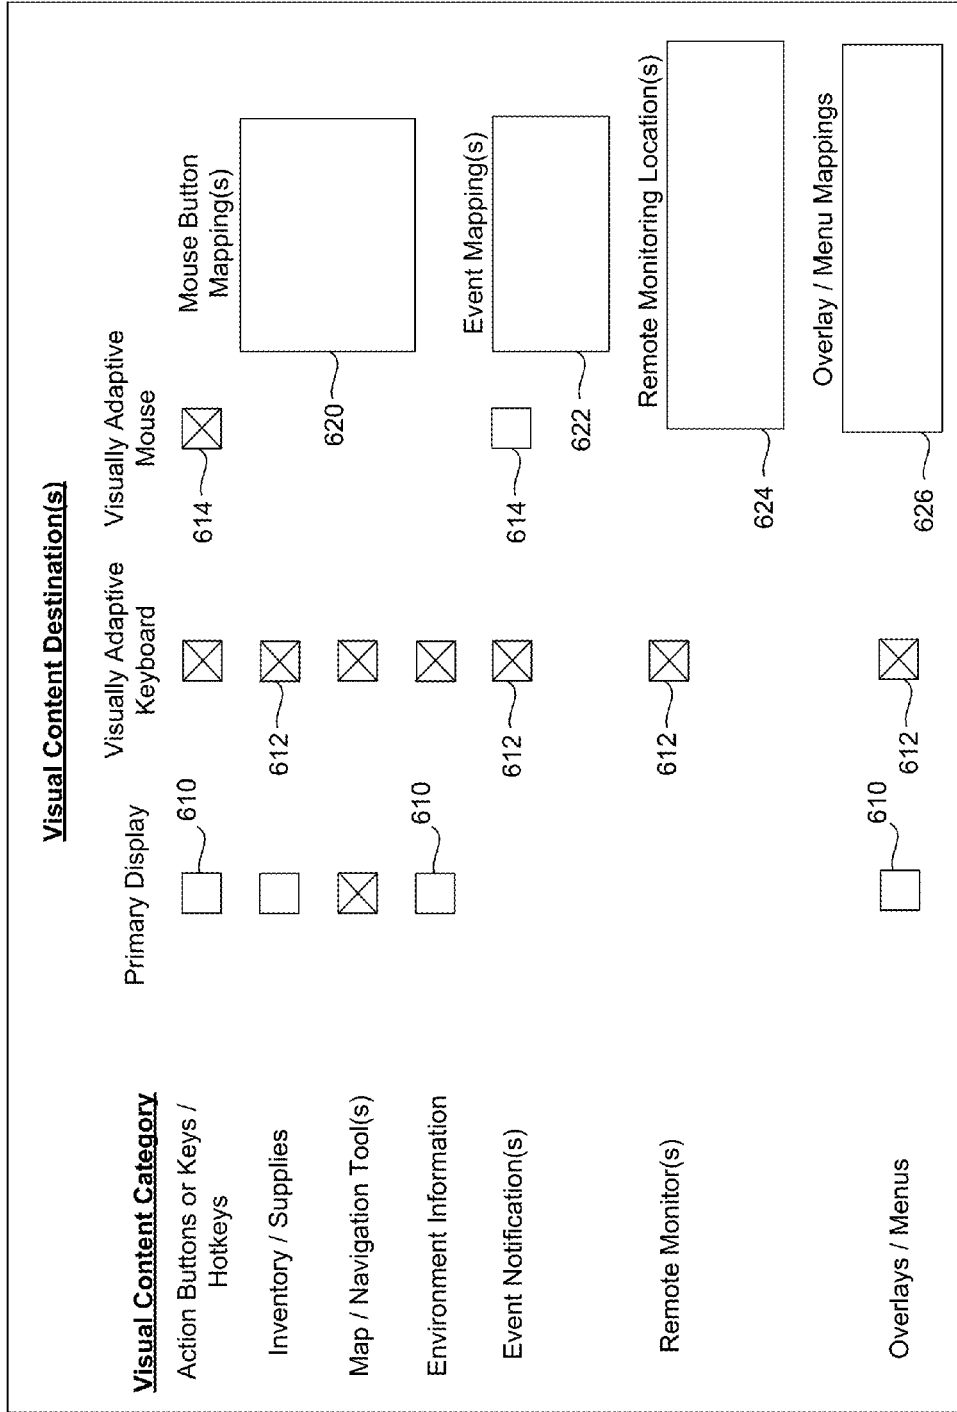 Visual Content Destination(s)
Visual Content Category
Primary Display
Visually Adaptive
Keyboard
Visually Adaptive
Mouse
Action Buttons or Keys /
Hotkeys
610
614
Mouse Button
Mapping(s)
620
Inventory / Supplies
612
Map / Navigation Tool(s)
Environment Information
610
Event Notification(s)
612
614
Event Mapping(s)
622
Remote Monitor(s)
612
Remote Monitoring Location(s)
624
Overlays / Menus
610
612
Overlay / Menu Mappings
626